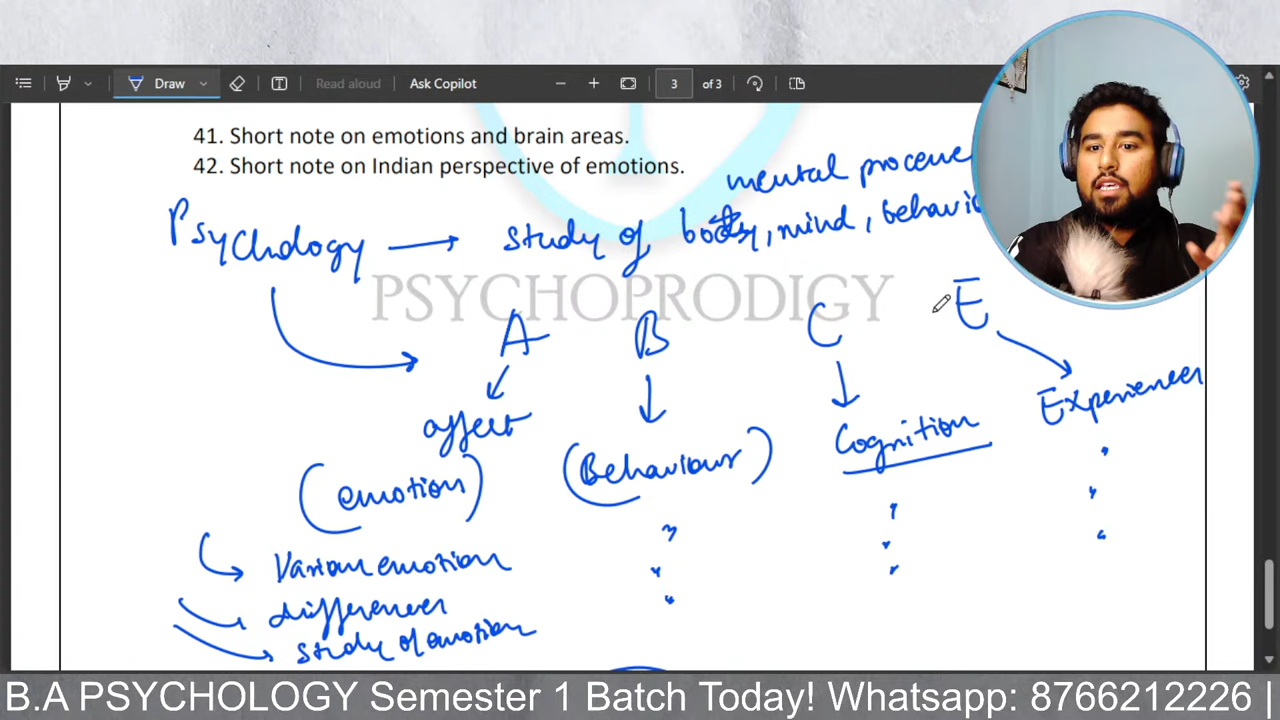 Draw
Read aloud
Ask Copilot
3 of 3
41. Short note on emotions and brain areas.
42. Short note on Indian perspective of emotions.
mental
Psychology → study of body, mind,
PSYCHOPRODIGY
A B C E
affect
(emotion) (Behaviour) Cognition Experiences
Various emotion
differences
study of emotion
B.A PSYCHOLOGY Semester 1 Batch Today! Whatsapp: 8766212226 |